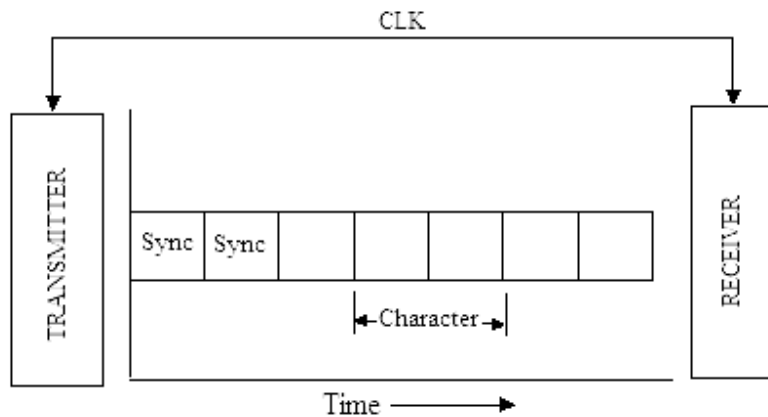 CLK
TRANSMITTER
Sync Sync
Character
RECEIVER
Time